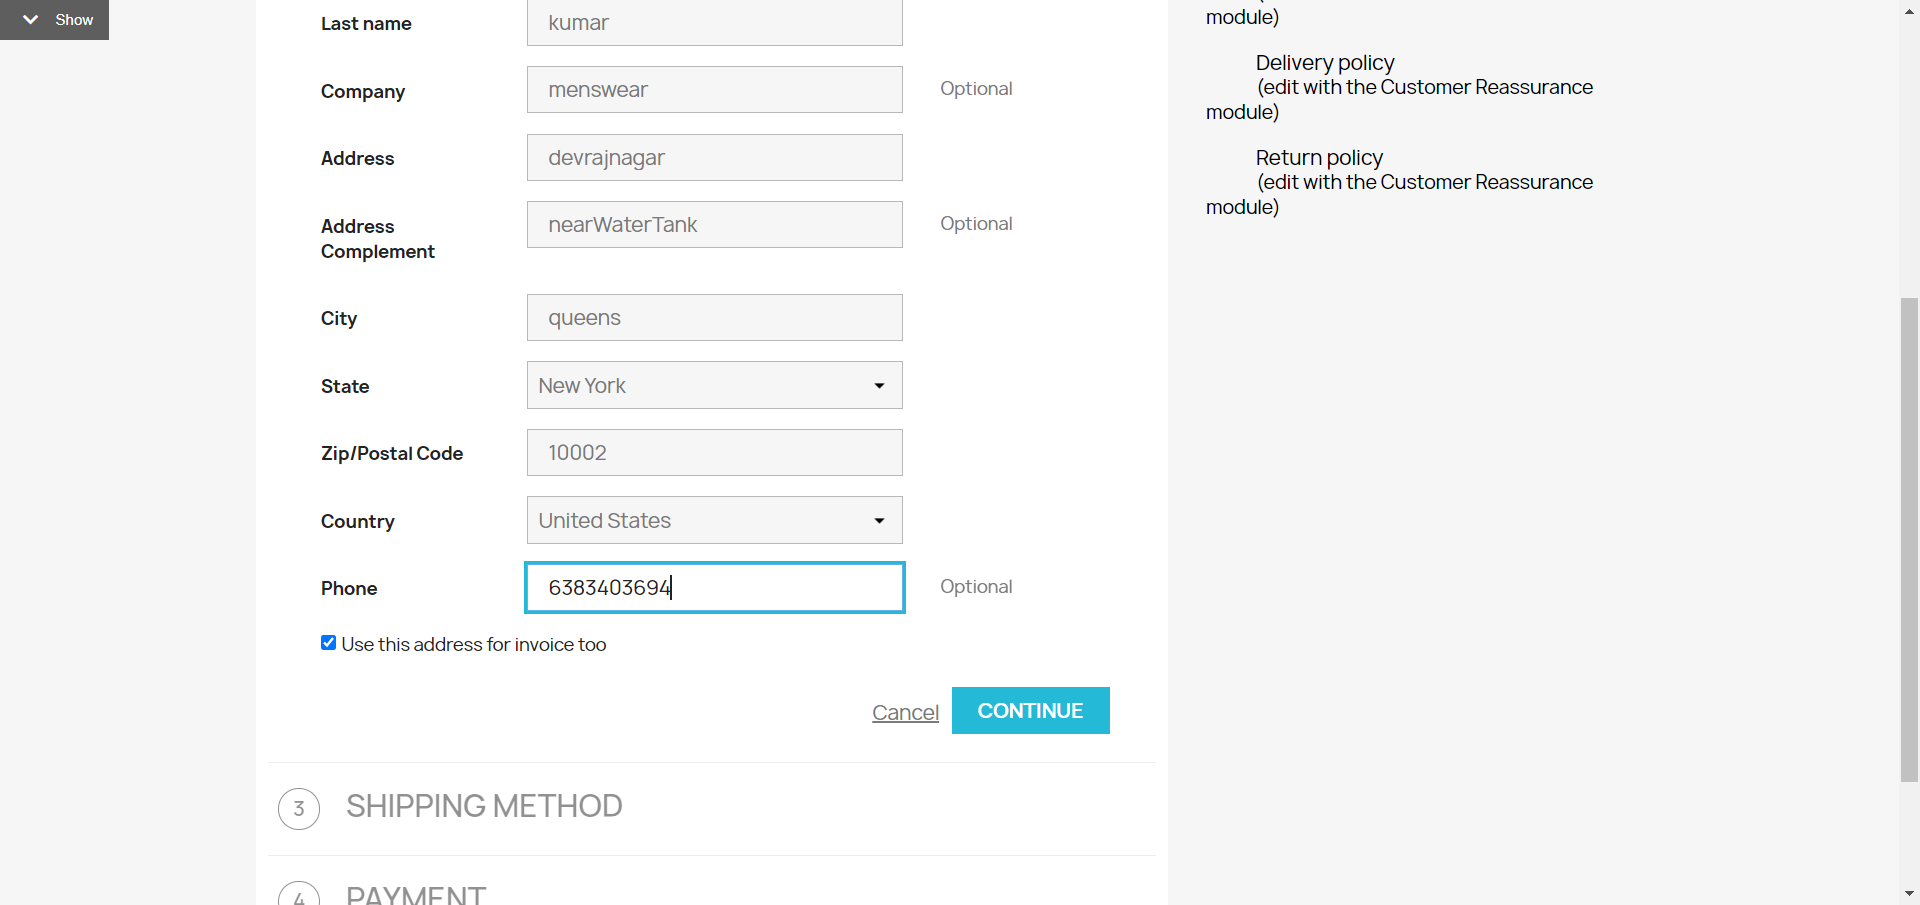 Show
Last name
kumar
Company
menswear
Optional
Address
devrajnagar
Address
Complement
nearWaterTank
Optional
City
queens
State
New York
Zip/Postal Code
10002
Country
United States
Phone
6383403694
Optional
Use this address for invoice too
Cancel
CONTINUE
3
SHIPPING METHOD
4
PAYMENT
module)
Delivery policy
(edit with the Customer Reassurance
module)
Return policy
(edit with the Customer Reassurance
module)